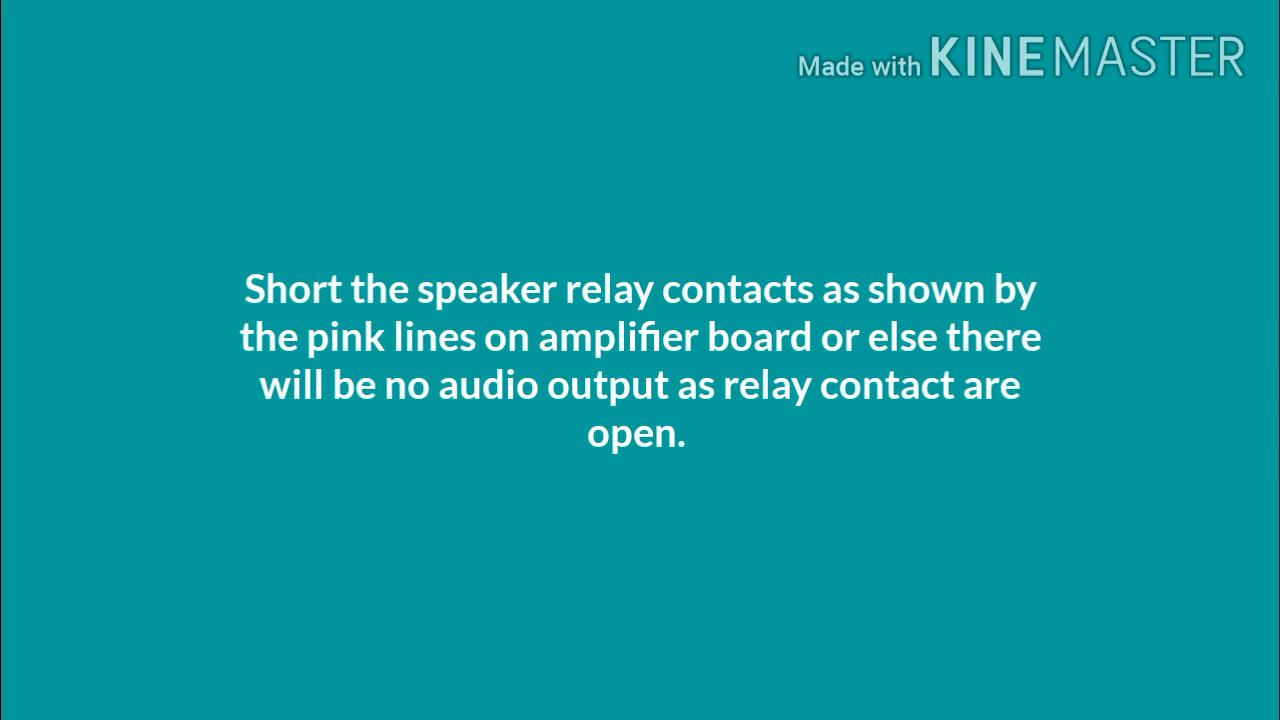 Made with KINEMASTER
Short the speaker relay contacts as shown by
the pink lines on amplifier board or else there
will be no audio output as relay contact are
open.